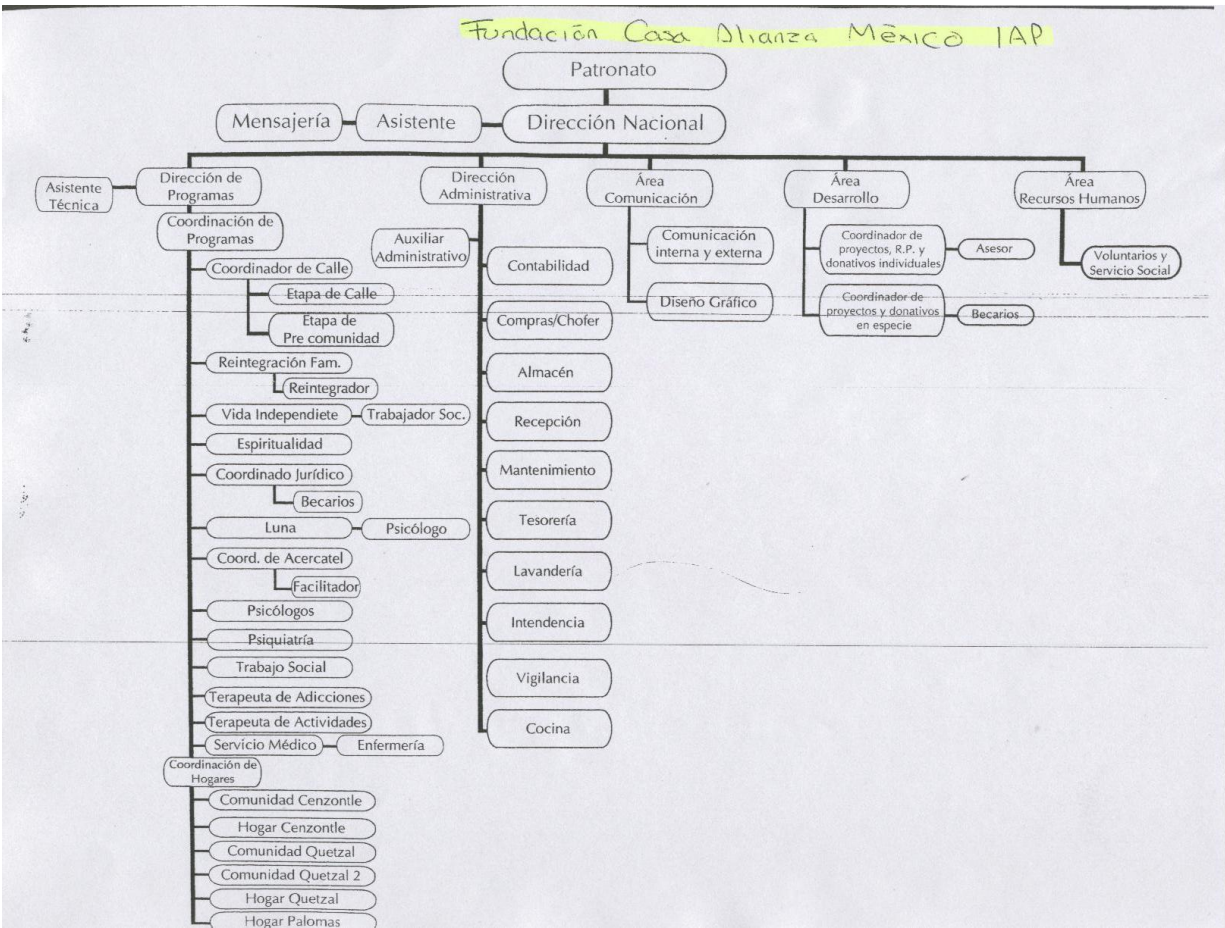 Fundación Casa Alianza México IAP
Patronato
Mensajería
Asistente
Dirección Nacional
Asistente
Técnica
Dirección de
Programas
Coordinación de
Programas
Coordinador de Calle
Etapa de Calle
Etapa de
Pre comunidad
Reintegración Fam.
Reintegrador
Vida Independiete
Trabajador Soc.
Espiritualidad
Coordinado Jurídico
Becarios
Luna
Psicólogo
Coord. de Acercatel
Facilitador
Psicólogos
Psiquiatría
Trabajo Social
Terapeuta de Adicciones
Terapeuta de Actividades
Servicio Médico
Enfermería
Coordinación de
Hogares
Comunidad Cenzontle
Hogar Cenzontle
Comunidad Quetzal
Comunidad Quetzal 2
Hogar Quetzal
Hogar Palomas
Dirección
Administrativa
Auxiliar
Administrativo
Contabilidad
Compras/Chofer
Almacén
Recepción
Mantenimiento
Tesorería
Lavandería
Intendencia
Vigilancia
Cocina
Área
Comunicación
Comunicación
interna y externa
Diseño Gráfico
Área
Desarrollo
Coordinador de
proyectos, R.P. y
donativos individuales
Asesor
Coordinador de
proyectos y donativos
en especie
Becarios
Área
Recursos Humanos
Voluntarios y
Servicio Social